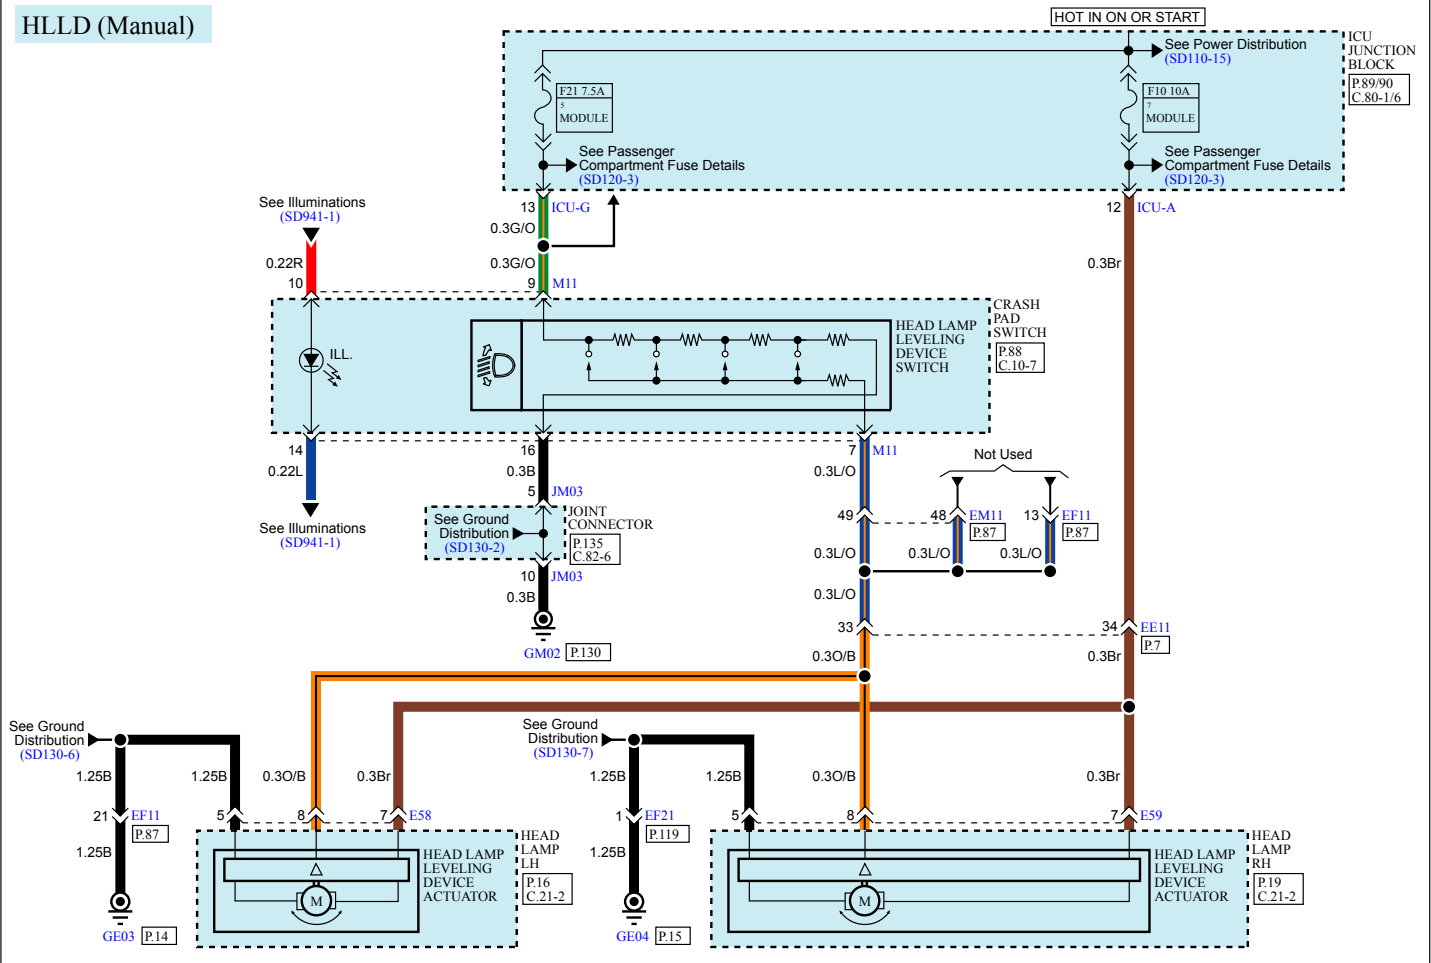 HLLD (Manual)
HOT IN ON OR START
See Power Distribution
(SD110-15)
ICU
JUNCTION
BLOCK
P.89/90
C.80-1/6
F21 7.5A
5
MODULE
F10 10A
7
MODULE
See Passenger
Compartment Fuse Details
(SD120-3)
See Passenger
Compartment Fuse Details
(SD120-3)
See Illuminations
(SD941-1)
13 ICU-G
12 ICU-A
0.3G/O
0.22R
0.3G/O
0.3Br
10
9 M11
CRASH
PAD
SWITCH
P.88
C.10-7
HEAD LAMP
LEVELING
DEVICE
SWITCH
ILL.
14
16
7 M11
0.22L
0.3B
0.3L/O
Not Used
5 JM03
See Illuminations
(SD941-1)
See Ground
Distribution
(SD130-2)
JOINT
CONNECTOR
P.135
C.82-6
49
48 EM11
P.87
13 EF11
P.87
0.3L/O
0.3L/O
0.3L/O
10 JM03
0.3B
0.3L/O
33
34 EE11
P.7
GM02 P.130
0.3O/B
0.3Br
See Ground
Distribution
(SD130-6)
See Ground
Distribution
(SD130-7)
1.25B
1.25B
0.3O/B
0.3Br
1.25B
1.25B
0.3O/B
0.3Br
21 EF11
P.87
5
8
7 E58
1 EF21
P.119
5
8
7 E59
1.25B
1.25B
HEAD
LAMP
LH
P.16
C.21-2
HEAD LAMP
LEVELING
DEVICE
ACTUATOR
M
HEAD
LAMP
RH
P.19
C.21-2
HEAD LAMP
LEVELING
DEVICE
ACTUATOR
M
GE03 P.14
GE04 P.15